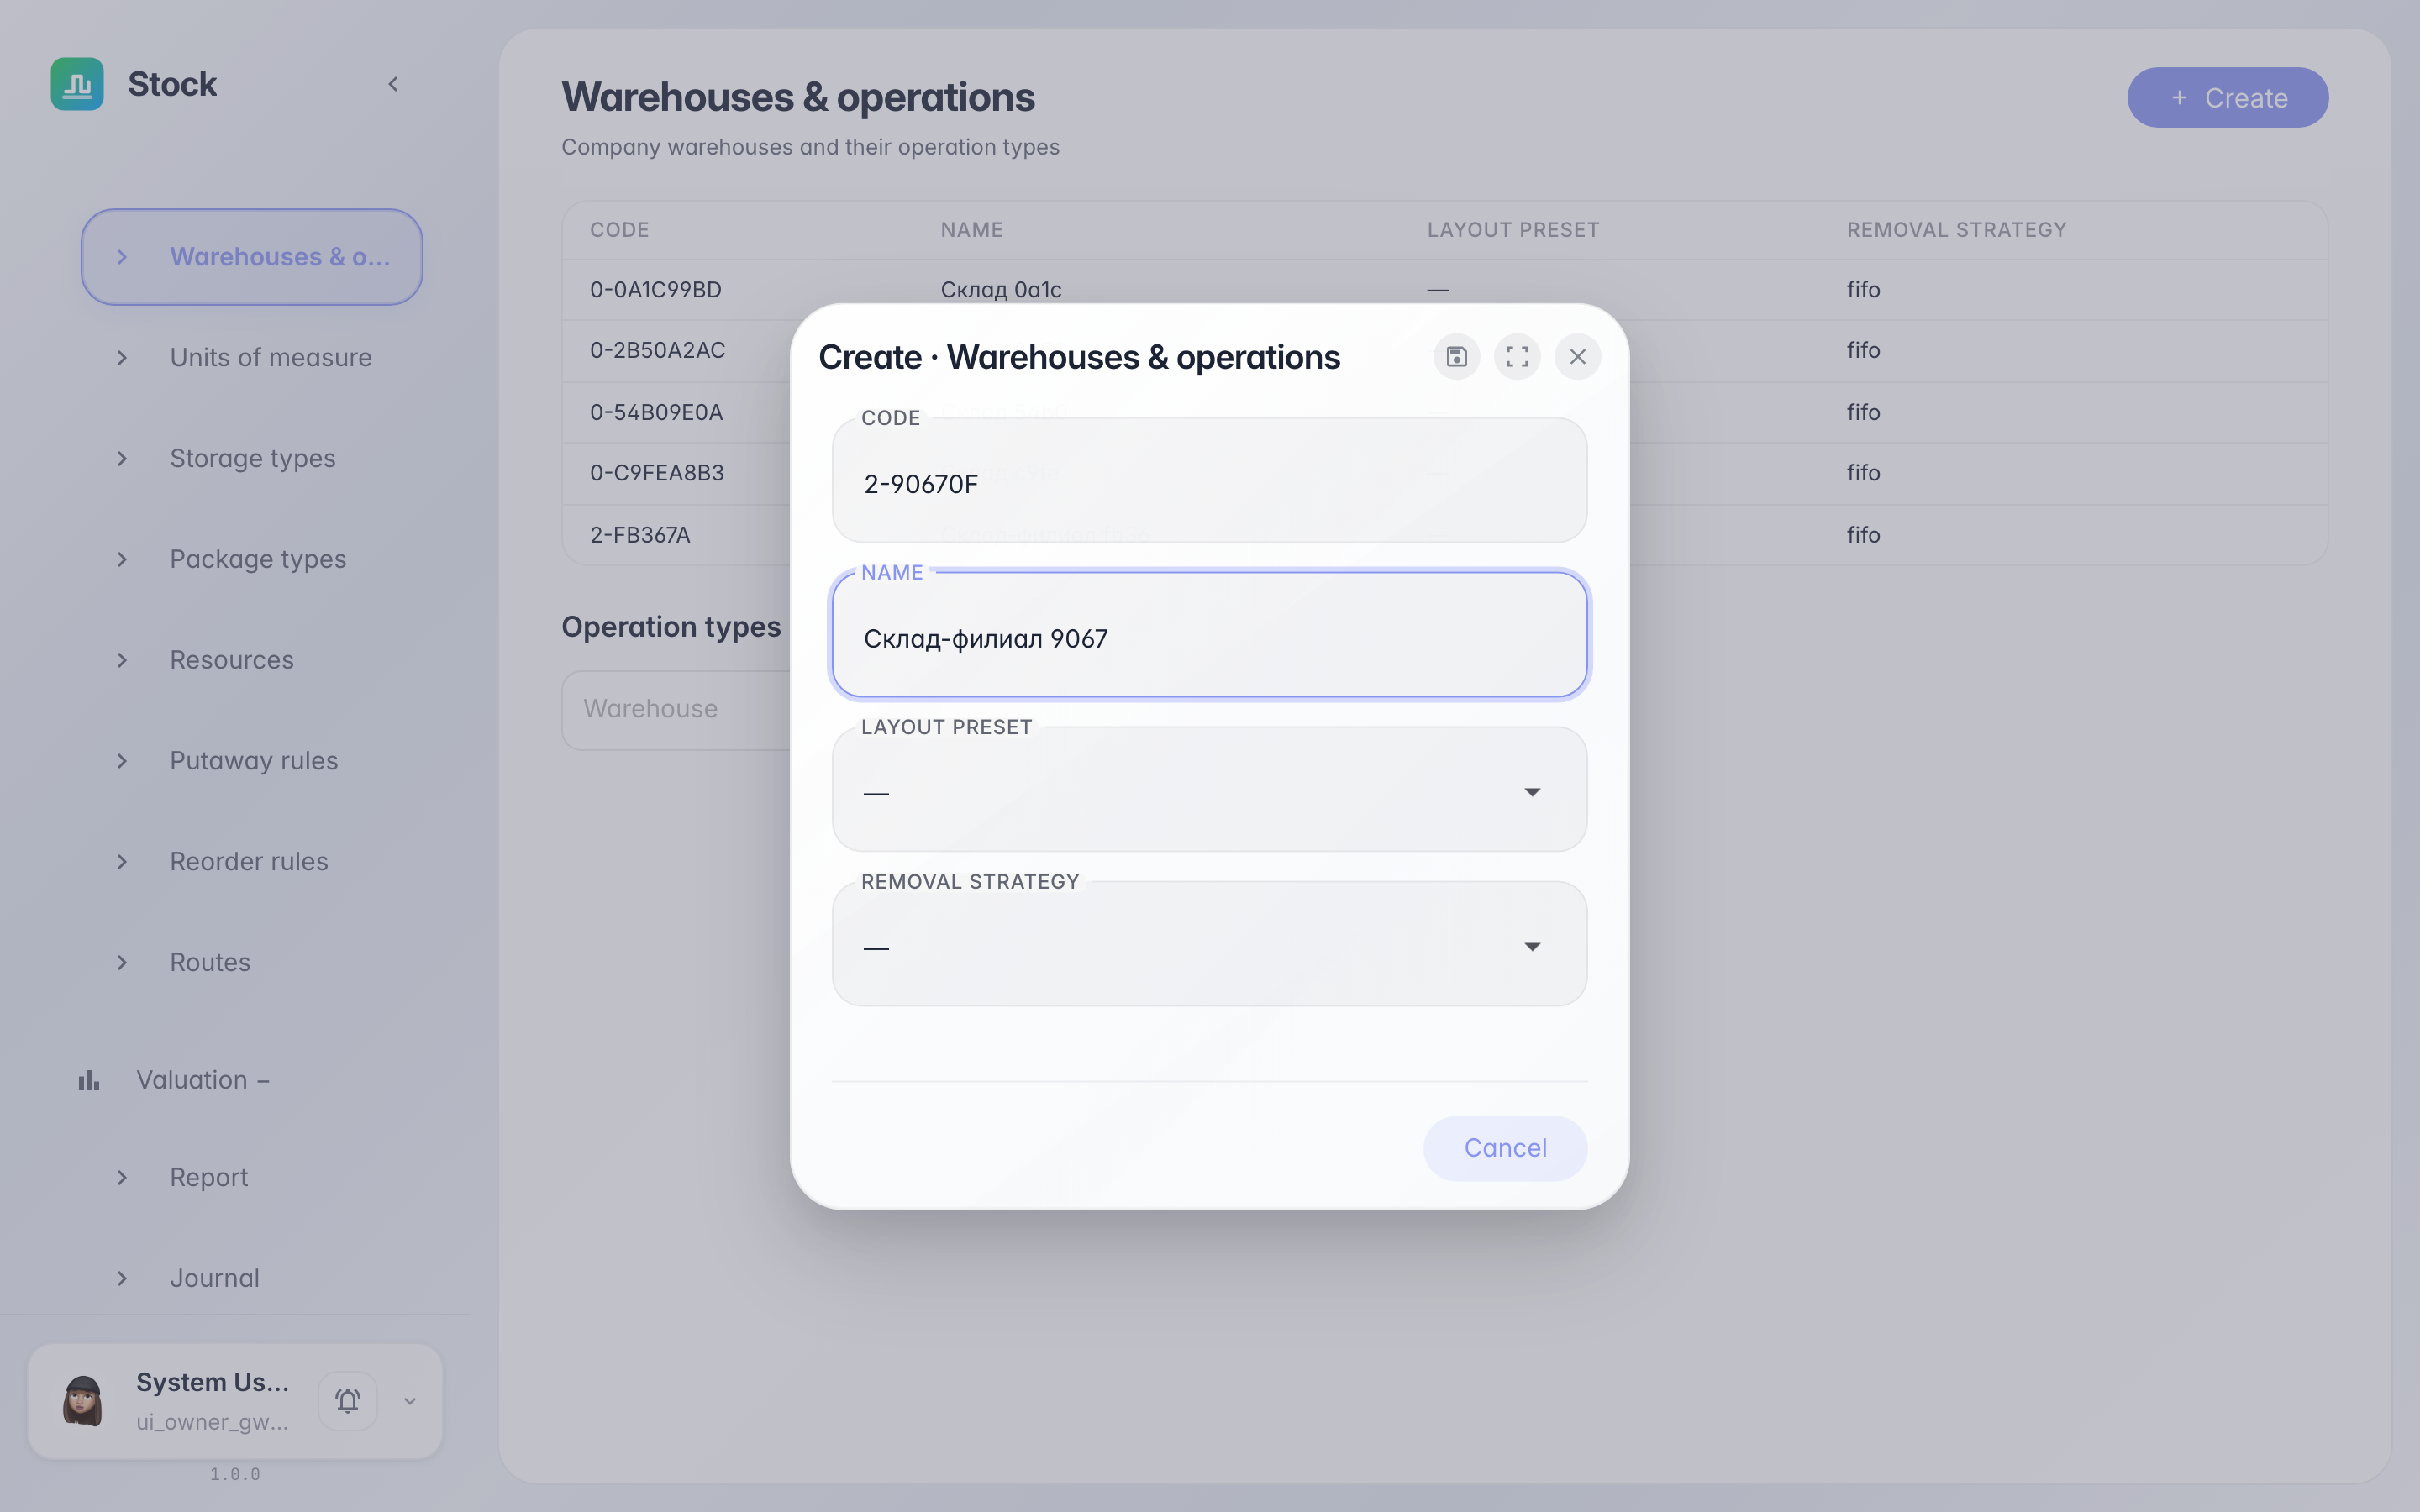 Stock
Warehouses & o...
Units of measure
Storage types
Package types
Resources
Putaway rules
Reorder rules
Routes
Valuation –
Report
Journal
System Us...
ui_owner_gw...
1.0.0
Warehouses & operations
Company warehouses and their operation types
+ Create
CODE NAME LAYOUT PRESET REMOVAL STRATEGY
0-0A1C99BD Склад 0a1c — fifo
0-2B50A2AC fifo
0-54B09E0A fifo
0-C9FEA8B3 fifo
2-FB367A fifo
Operation types
Warehouse
Create · Warehouses & operations
CODE
2-90670F
NAME
Склад-филиал 9067
LAYOUT PRESET
—
REMOVAL STRATEGY
—
Cancel